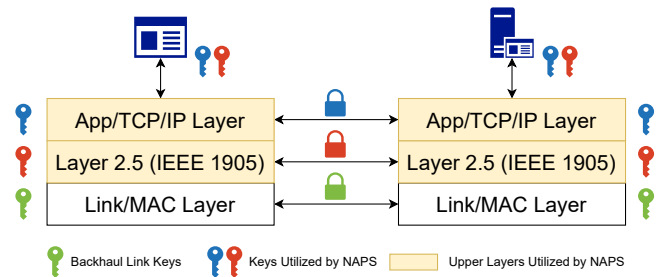 App/TCP/IP Layer
App/TCP/IP Layer
Layer 2.5 (IEEE 1905)
Layer 2.5 (IEEE 1905)
Link/MAC Layer
Link/MAC Layer
Backhaul Link Keys
Keys Utilized by NAPS
Upper Layers Utilized by NAPS